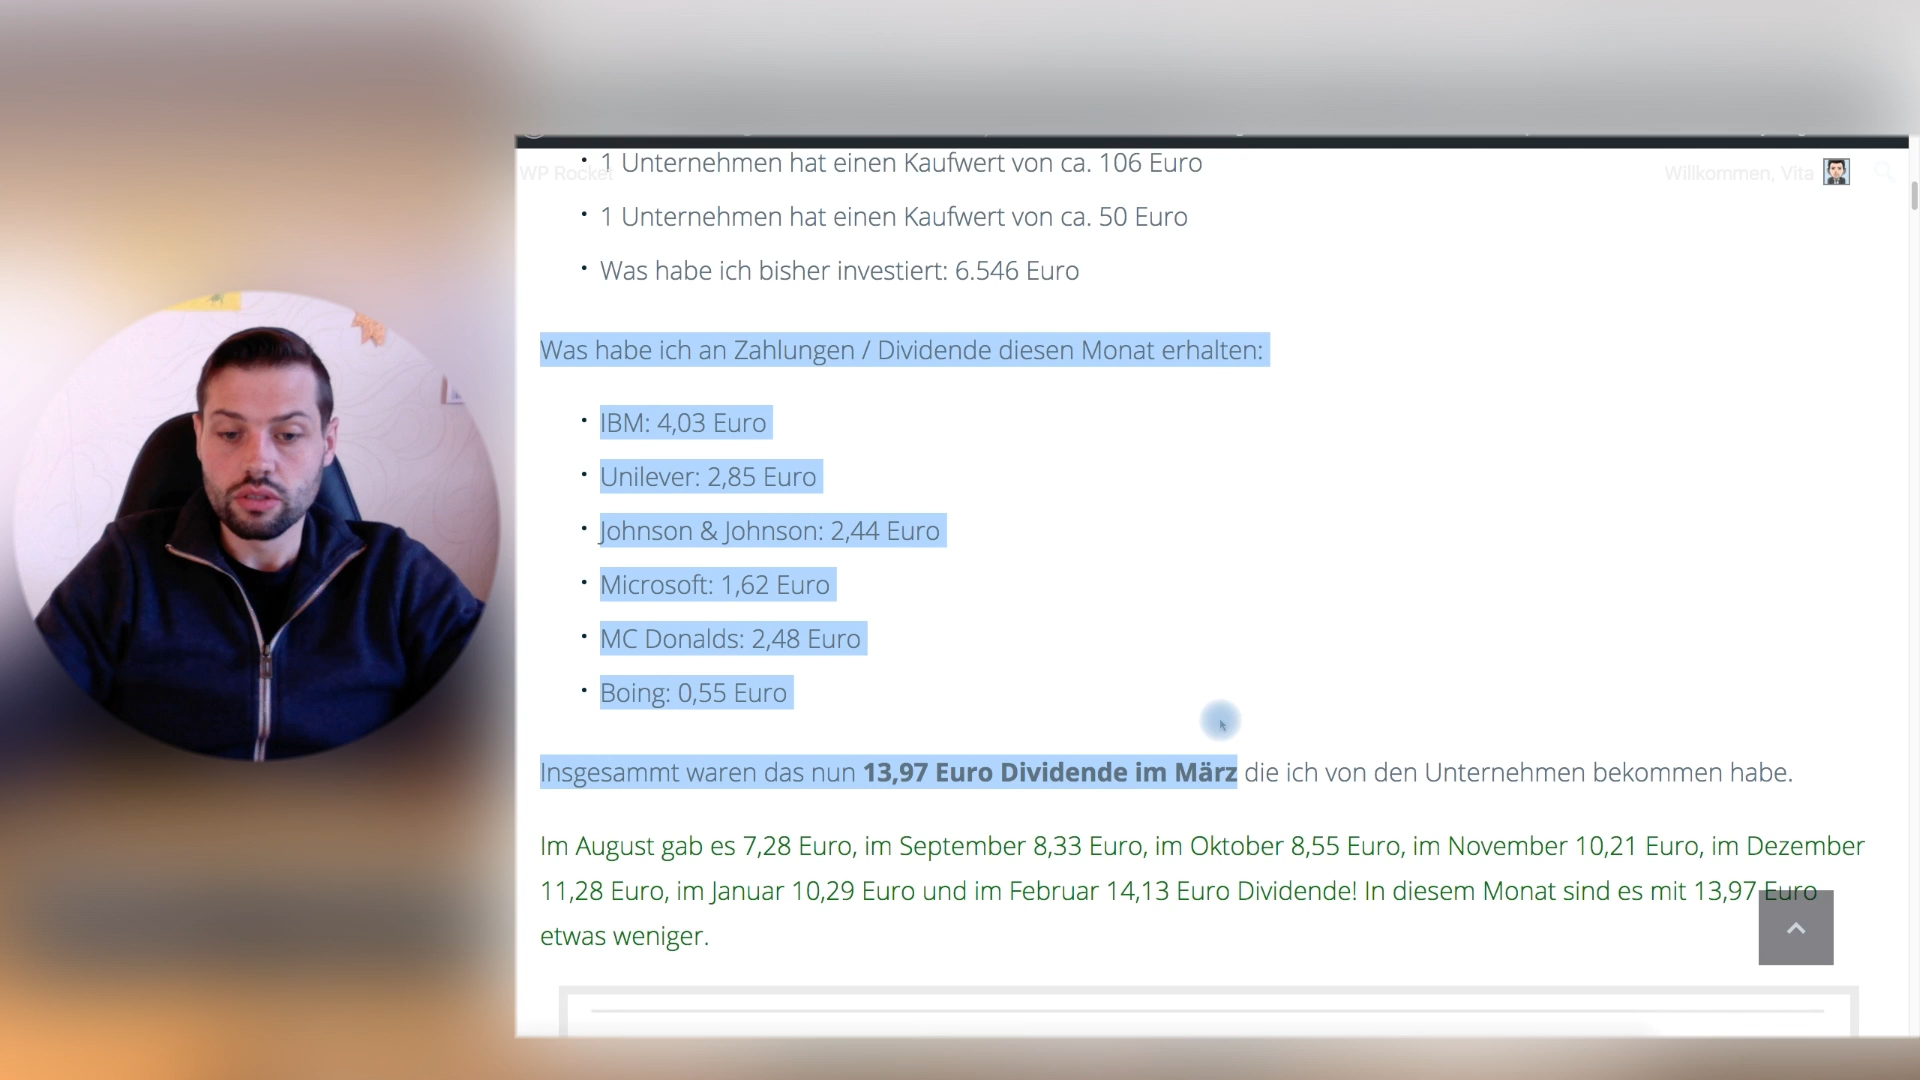 • 1 Unternehmen hat einen Kaufwert von ca. 106 Euro
WP Rocket
Willkommen, Vita
• 1 Unternehmen hat einen Kaufwert von ca. 50 Euro
• Was habe ich bisher investiert: 6.546 Euro
Was habe ich an Zahlungen / Dividende diesen Monat erhalten:
• IBM: 4,03 Euro
• Unilever: 2,85 Euro
• Johnson & Johnson: 2,44 Euro
• Microsoft: 1,62 Euro
• MC Donalds: 2,48 Euro
• Boing: 0,55 Euro
Insgesammt waren das nun 13,97 Euro Dividende im März die ich von den Unternehmen bekommen habe.
Im August gab es 7,28 Euro, im September 8,33 Euro, im Oktober 8,55 Euro, im November 10,21 Euro, im Dezember
11,28 Euro, im Januar 10,29 Euro und im Februar 14,13 Euro Dividende! In diesem Monat sind es mit 13,97 Euro
etwas weniger.